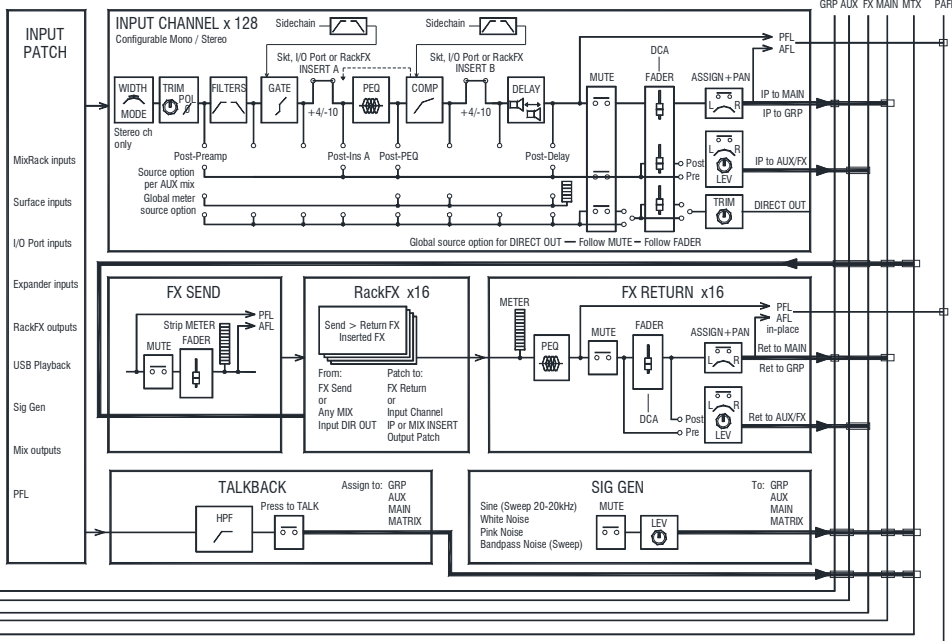 GRP AUX FX MAIN MTX PAFL
INPUT
PATCH
MixRack inputs
Surface inputs
I/O Port inputs
Expander inputs
RackFX outputs
USB Playback
Sig Gen
Mix outputs
PFL
INPUT CHANNEL x 128
Configurable Mono / Stereo
Sidechain
Sidechain
Skt, I/O Port or RackFX
INSERT A
Skt, I/O Port or RackFX
INSERT B
WIDTH
MODE
Stereo ch
only
TRIM
POL
FILTERS
GATE
+4/-10
PEQ
COMP
+4/-10
DELAY
MUTE
DCA
FADER
ASSIGN+PAN
L R
PFL
AFL
IP to MAIN
IP to GRP
Post-Preamp
Post-Ins A
Post-PEQ
Post-Delay
Source option
per AUX mix
Global meter
source option
Post
Pre
L R
LEV
IP to AUX/FX
TRIM
DIRECT OUT
Global source option for DIRECT OUT — Follow MUTE – Follow FADER
FX SEND
Strip METER
MUTE
FADER
PFL
AFL
RackFX x16
Send > Return FX
Inserted FX
From:
FX Send
or
Any MIX
Input DIR OUT
Patch to:
FX Return
or
Input Channel
IP or MIX INSERT
Output Patch
FX RETURN x16
METER
PEQ
MUTE
FADER
DCA
ASSIGN+PAN
L R
PFL
AFL
in-place
Ret to MAIN
Ret to GRP
Post
Pre
L R
LEV
Ret to AUX/FX
TALKBACK
HPF
Press to TALK
Assign to: GRP
AUX
MAIN
MATRIX
SIG GEN
Sine (Sweep 20-20kHz)
White Noise
Pink Noise
Bandpass Noise (Sweep)
MUTE
LEV
To: GRP
AUX
MAIN
MATRIX